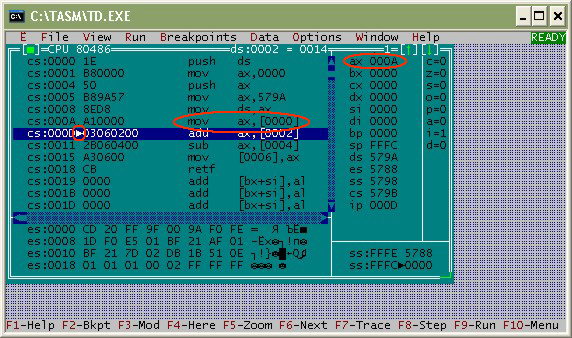 C:\TASM\TD.EXE
E File View Run Breakpoints Data Options Window Help READY
[■]=CPU 80486 ds:0002 = 0014 1=[↑][↓]
cs:0000 1E push ds ax 000A c=0
cs:0001 B80000 mov ax,0000 bx 0000 z=0
cs:0004 50 push ax cx 0000 s=0
cs:0005 B89A57 mov ax,579A dx 0000 o=0
cs:0008 8ED8 mov ds,ax si 0000 p=0
cs:000A A10000 mov ax,[0000] di 0000 a=0
cs:000D►03060200 add ax,[0002] bp 0000 i=1
cs:0011 2B060400 sub ax,[0004] sp FFFC d=0
cs:0015 A30600 mov [0006],ax ds 579A
cs:0018 CB retf es 5788
cs:0019 0000 add [bx+si],al ss 5798
cs:001B 0000 add [bx+si],al cs 579B
cs:001D 0000 add [bx+si],al ip 000D
es:0000 CD 20 FF 9F 00 9A F0 FE
es:0008 1D F0 E5 01 BF 21 AF 01
es:0010 BF 21 7D 02 DB 1B 51 0E ss:FFFE 5788
es:0018 01 01 01 00 02 FF FF FF ss:FFFC►0000
F1-Help F2-Bkpt F3-Mod F4-Here F5-Zoom F6-Next F7-Trace F8-Step F9-Run F10-Menu